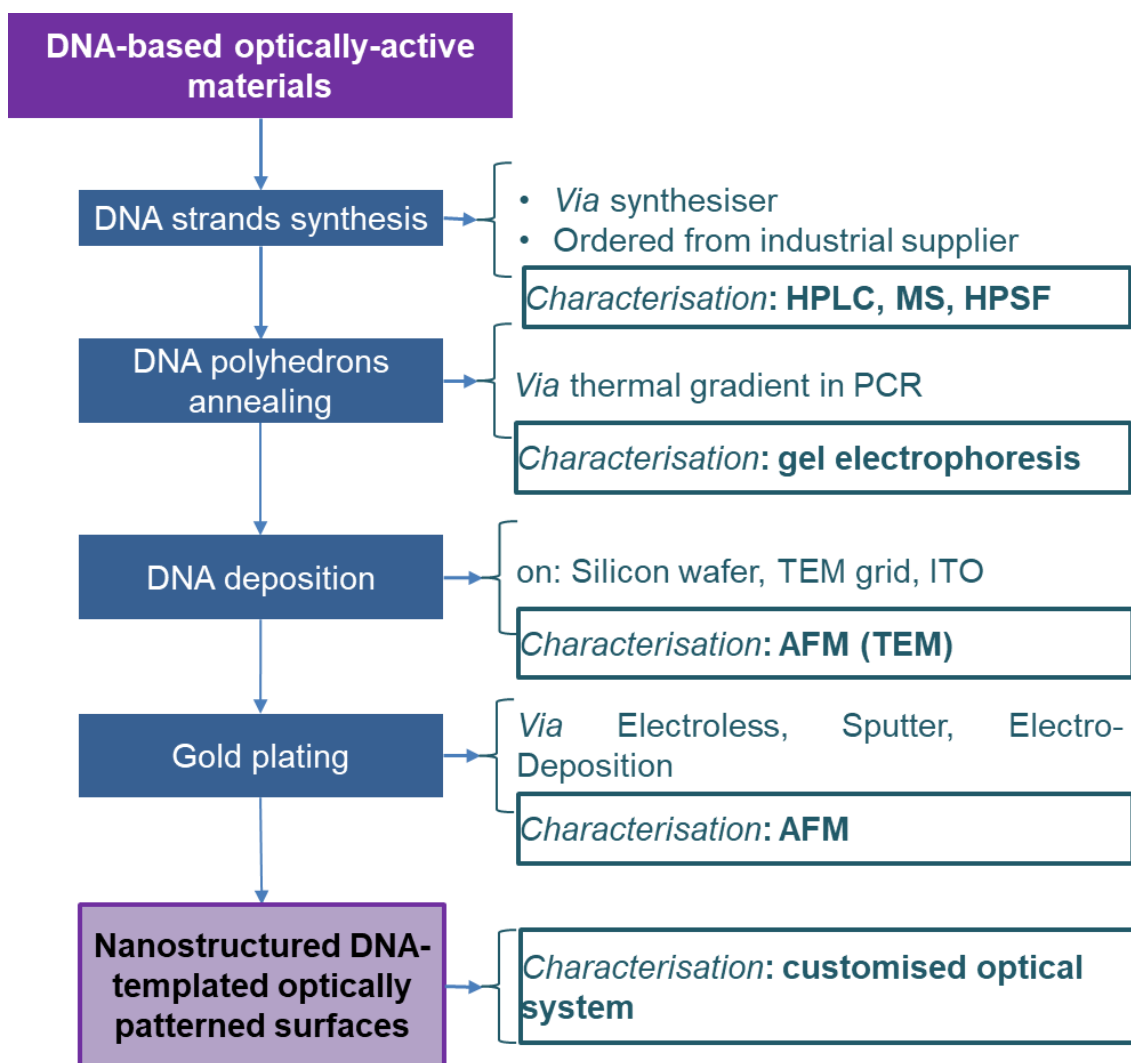 DNA-based optically-active
materials
DNA strands synthesis
• Via synthesiser
• Ordered from industrial supplier
Characterisation: HPLC, MS, HPSF
DNA polyhedrons
annealing
Via thermal gradient in PCR
Characterisation: gel electrophoresis
DNA deposition
on: Silicon wafer, TEM grid, ITO
Characterisation: AFM (TEM)
Gold plating
Via Electroless, Sputter, Electro-
Deposition
Characterisation: AFM
Nanostructured DNA-
templated optically
patterned surfaces
Characterisation: customised optical
system